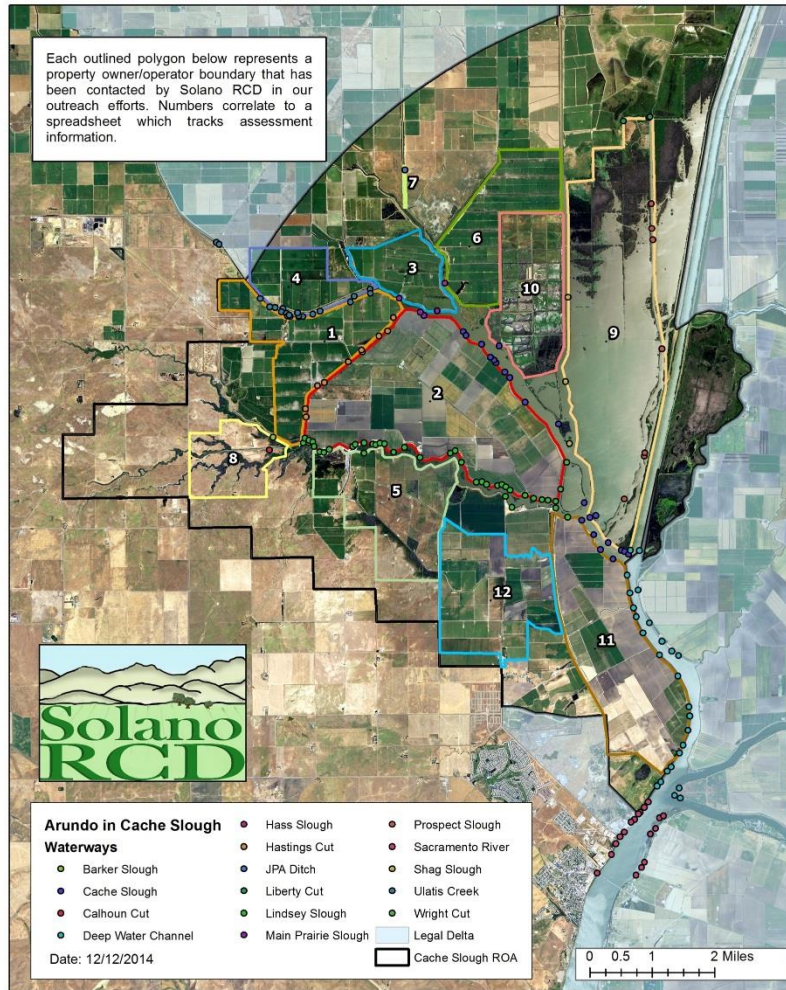 Each outlined polygon below represents a
property owner/operator boundary that has
been contacted by Solano RCD in our
outreach efforts. Numbers correlate to a
spreadsheet which tracks assessment
information.
7
6
3
4
10
1
9
2
8
5
12
11
Solano
RCD
Arundo in Cache Slough
Waterways
Barker Slough
Cache Slough
Calhoun Cut
Deep Water Channel
Hass Slough
Hastings Cut
JPA Ditch
Liberty Cut
Lindsey Slough
Main Prairie Slough
Prospect Slough
Sacramento River
Shag Slough
Ulatis Creek
Wright Cut
Legal Delta
Cache Slough ROA
Date: 12/12/2014
0 0.5 1 2 Miles